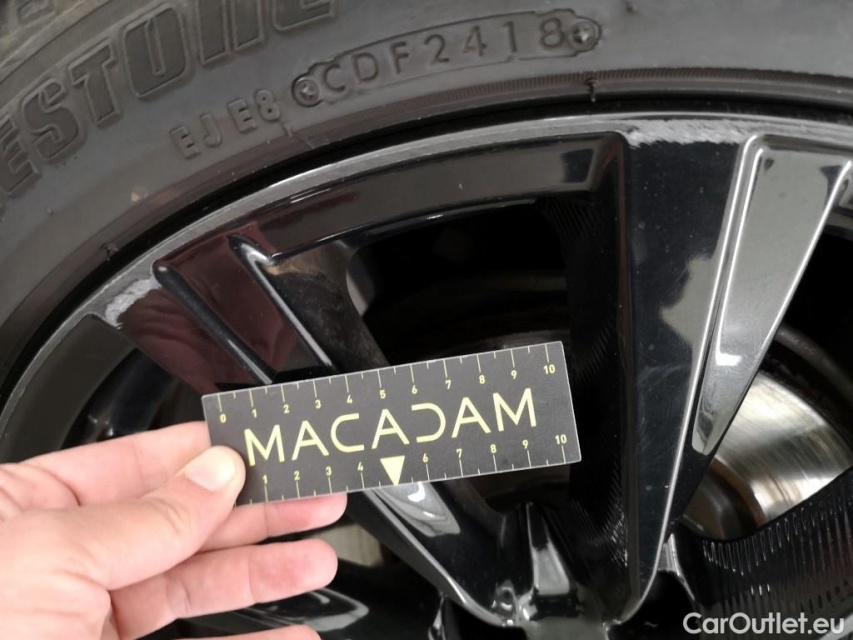 ESTONE
EJ E8 CDF2418
0 1 2 3 4 5 6 7 8 9 10
MACADAM
1 2 3 4 6 7 8 9 10
CarOutlet.eu